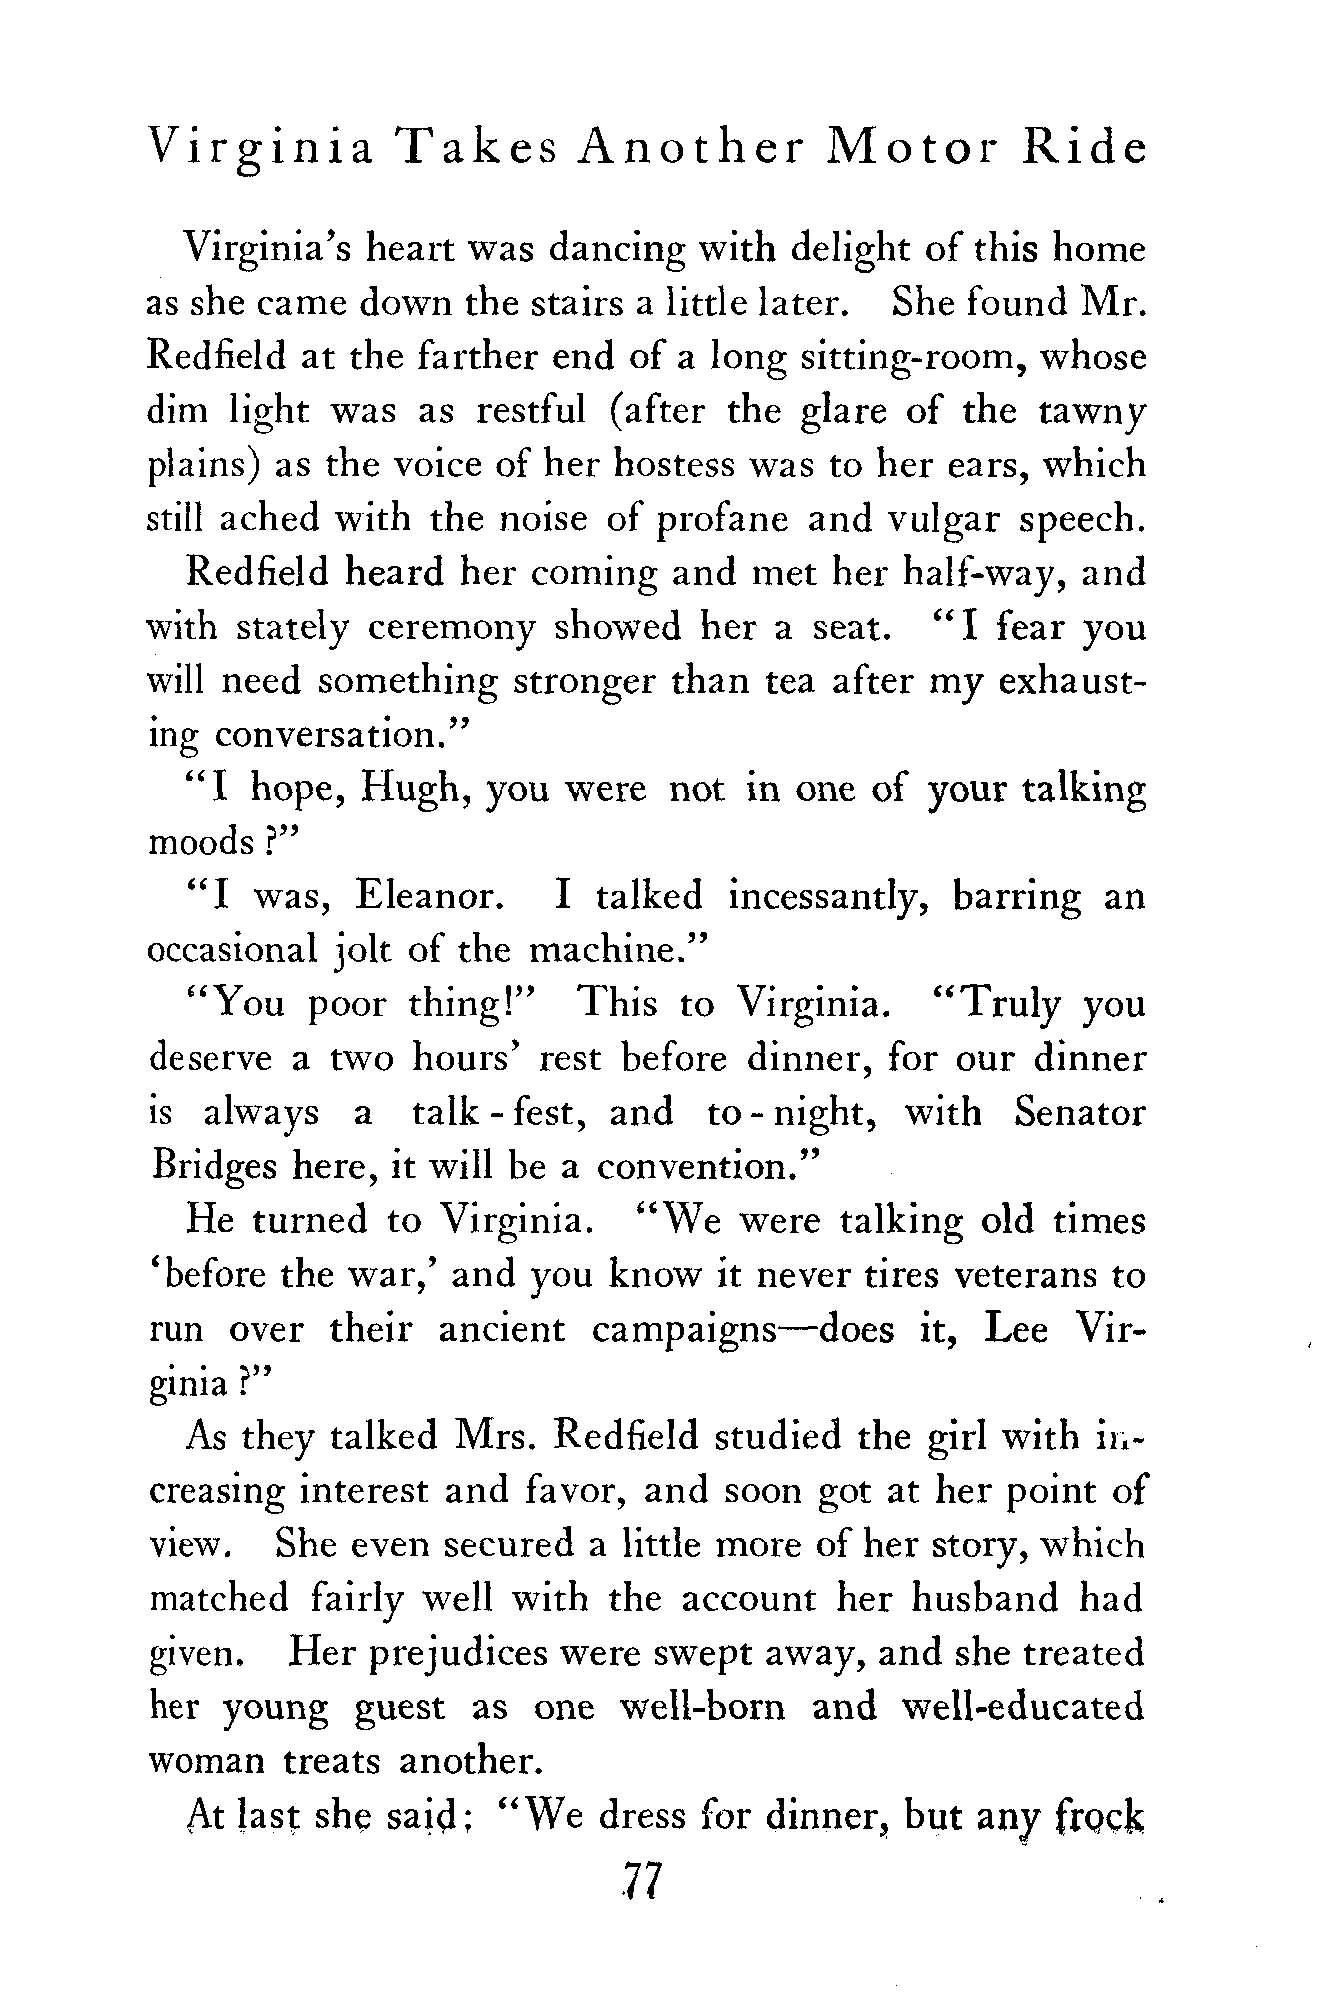 Virginia Takes Another Motor Ride
Virginia's heart was dancing with delight of this home
as she came down the stairs a little later. She found Mr.
Redfield at the farther end of a long sitting-room, whose
dim light was as restful (after the glare of the tawny
plains) as the voice of her hostess was to her ears, which
still ached with the noise of profane and vulgar speech.
Redfield heard her coming and met her half-way, and
with stately ceremony showed her a seat. “I fear you
will need something stronger than tea after my exhaust-
ing conversation.”
“I hope, Hugh, you were not in one of your talking
moods?”
“I was, Eleanor. I talked incessantly, barring an
occasional jolt of the machine.”
“You poor thing!” This to Virginia. “Truly you
deserve a two hours’ rest before dinner, for our dinner
is always a talk-fest, and to-night, with Senator
Bridges here, it will be a convention.”
He turned to Virginia. “We were talking old times
‘before the war,’ and you know it never tires veterans to
run over their ancient campaigns—does it, Lee Vir-
ginia?”
As they talked Mrs. Redfield studied the girl with in-
creasing interest and favor, and soon got at her point of
view. She even secured a little more of her story, which
matched fairly well with the account her husband had
given. Her prejudices were swept away, and she treated
her young guest as one well-born and well-educated
woman treats another.
At last she said: “We dress for dinner, but any frock
77